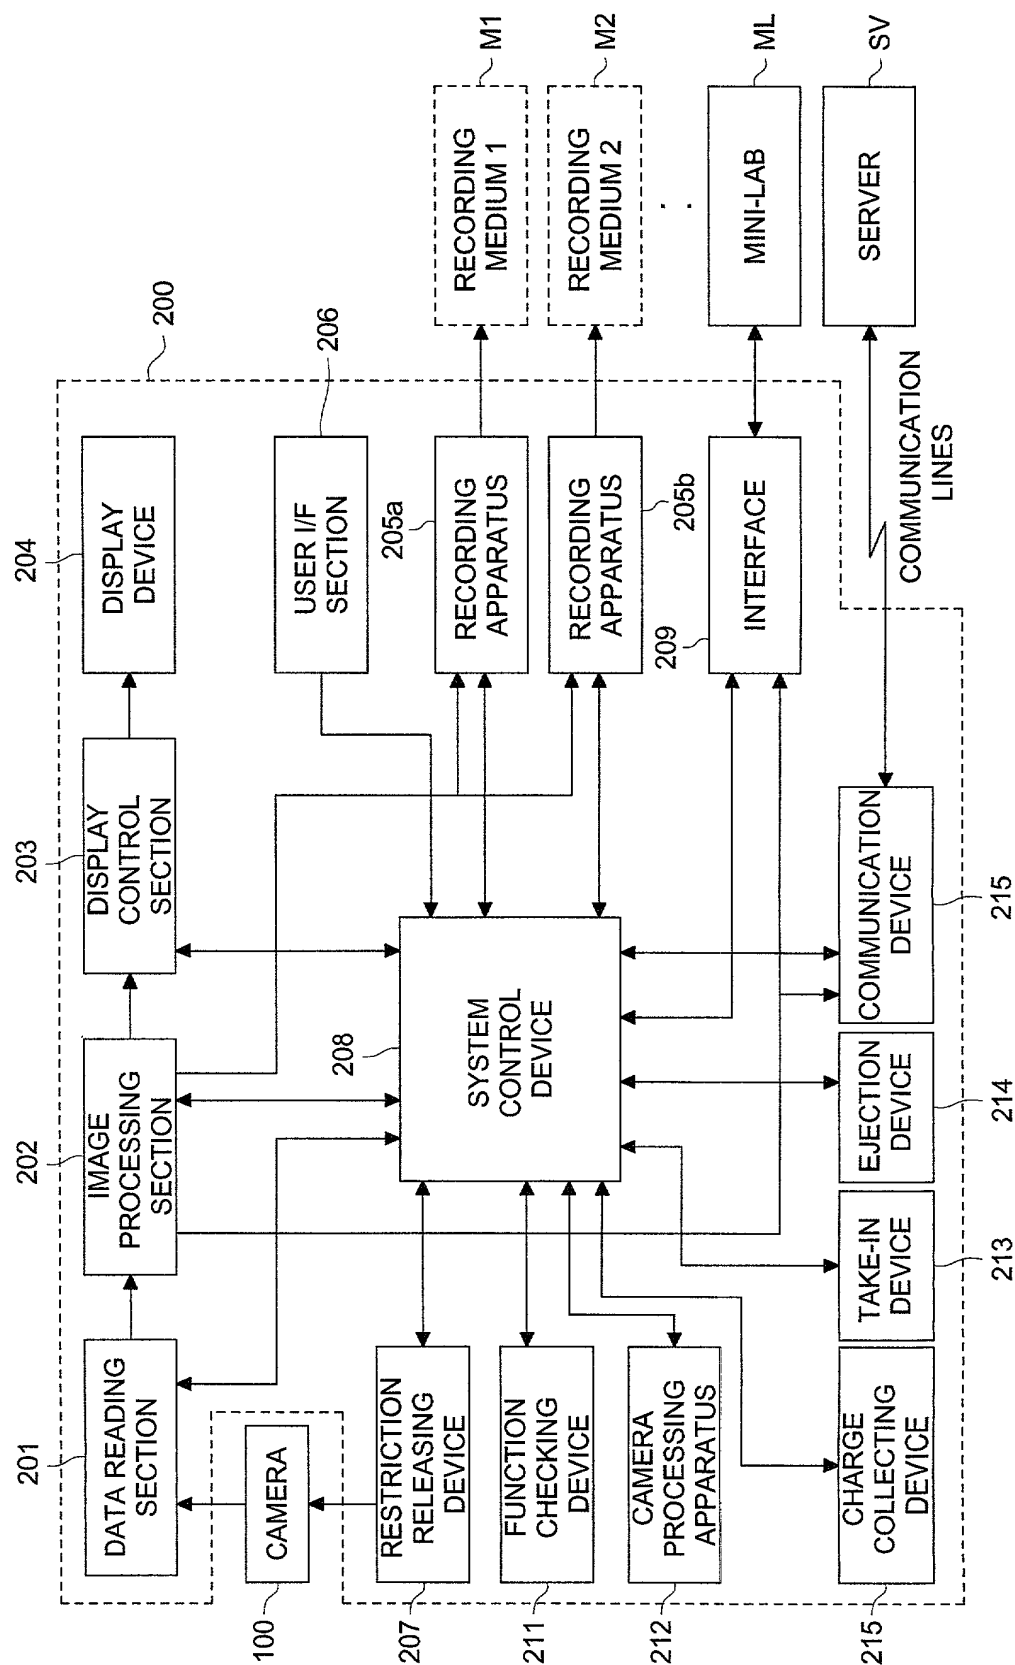 200
201
DATA READING
SECTION
202
IMAGE
PROCESSING
SECTION
203
DISPLAY
CONTROL
SECTION
204
DISPLAY
DEVICE
100
CAMERA
206
USER I/F
SECTION
207
RESTRICTION
RELEASING
DEVICE
208
SYSTEM
CONTROL
DEVICE
205a
RECORDING
APPARATUS
RECORDING
MEDIUM 1
M1
211
FUNCTION
CHECKING
DEVICE
205b
RECORDING
APPARATUS
RECORDING
MEDIUM 2
M2
212
CAMERA
PROCESSING
APPARATUS
209
INTERFACE
MINI-LAB
ML
215
CHARGE
COLLECTING
DEVICE
213
TAKE-IN
DEVICE
214
EJECTION
DEVICE
215
COMMUNICATION
DEVICE
COMMUNICATION
LINES
SERVER
SV